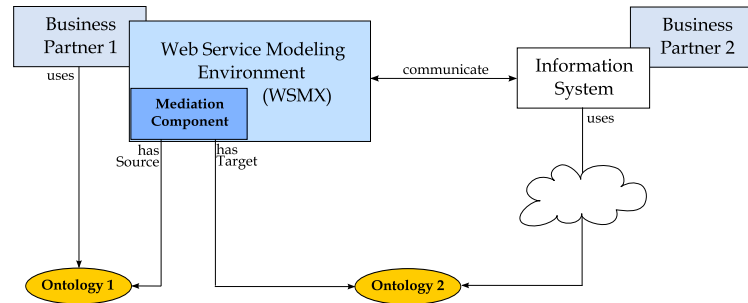 Business
Partner 1
Web Service Modeling
Environment
(WSMX)
Mediation
Component
Business
Partner 2
Information
System
communicate
uses
uses
has
Source
has
Target
Ontology 1
Ontology 2